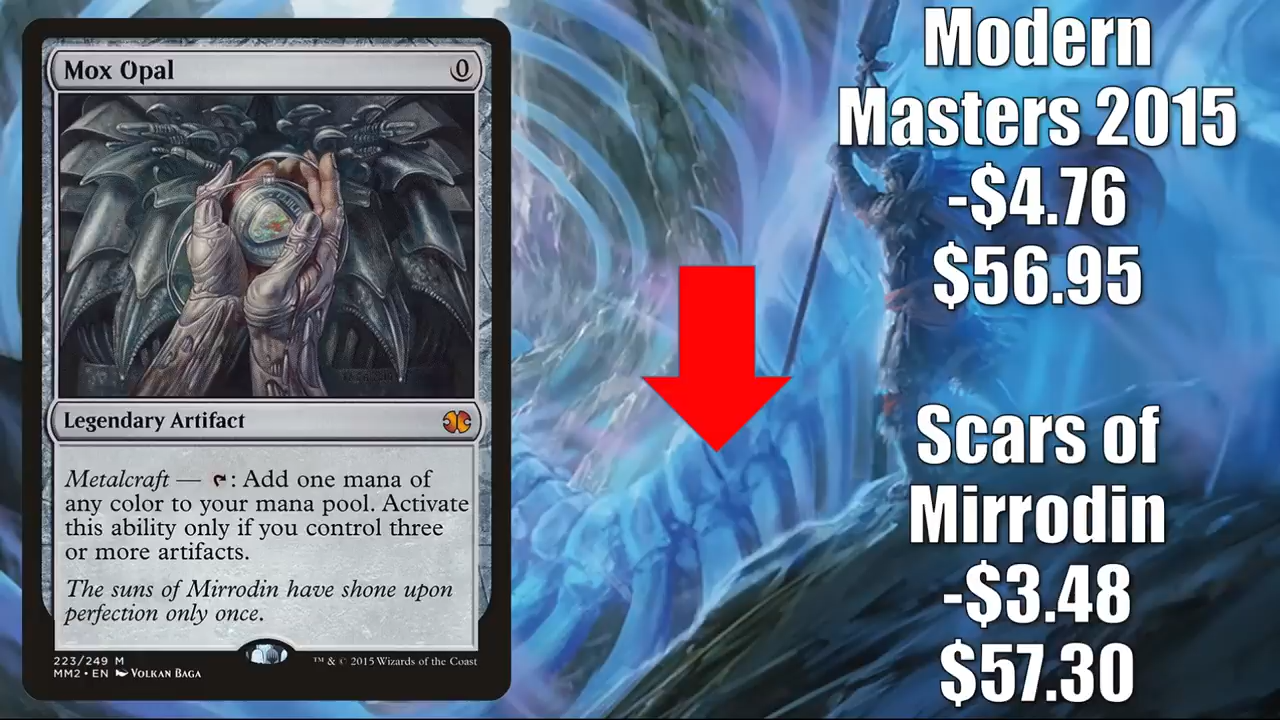 Mox Opal
0
Legendary Artifact
Metalcraft — : Add one mana of
any color to your mana pool. Activate
this ability only if you control three
or more artifacts.
The suns of Mirrodin have shone upon
perfection only once.
223/249 M
MM2 • EN VOLKAN BAGA
™ & © 2015 Wizards of the Coast
Modern
Masters 2015
-$4.76
$56.95
Scars of
Mirrodin
-$3.48
$57.30